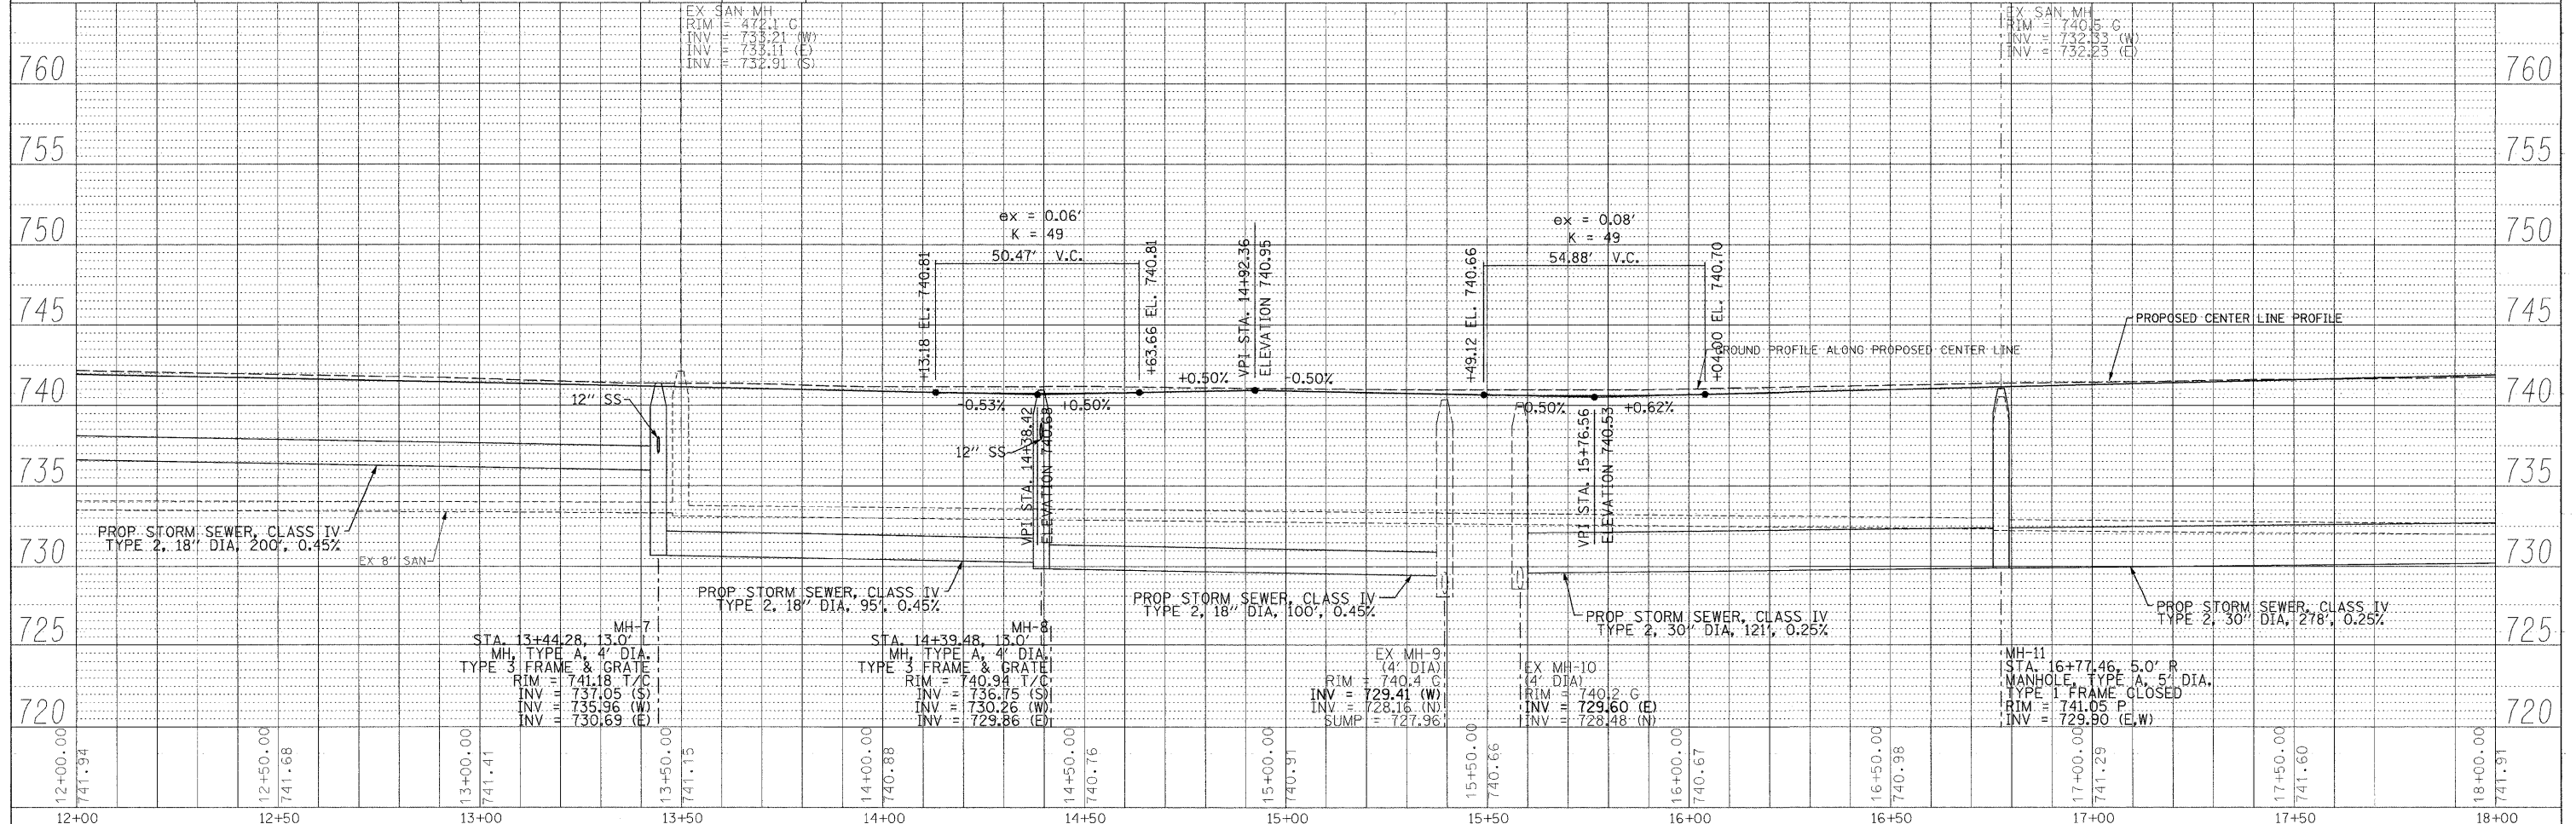 EX SAN MH
RIM = 472.1 G
INV = 733.21 (W)
INV = 733.11 (E)
INV = 732.91 (S)
EX SAN MH
RIM = 740.5 G
INV = 732.33 (W)
INV = 732.23 (E)
760
760
755
755
750
750
745
745
740
740
735
735
730
730
725
725
720
720
ex = 0.06'
K = 49
50.47' V.C.
+13.18 EL. 740.81
+63.66 EL. 740.81
VPI STA. 14+92.36
ELEVATION 740.95
ex = 0.08'
K = 49
54.88' V.C.
+49.12 EL. 740.66
+04.00 EL. 740.70
PROPOSED CENTER LINE PROFILE
GROUND PROFILE ALONG PROPOSED CENTER LINE
+0.50%
-0.50%
-0.53%
+0.50%
-0.50%
+0.62%
12" SS
12" SS
VPI STA. 14+38.42
ELEVATION 740.68
VPI STA. 15+76.56
ELEVATION 740.53
PROP STORM SEWER, CLASS IV
TYPE 2, 18" DIA, 200', 0.45%
EX 8" SAN
PROP STORM SEWER, CLASS IV
TYPE 2, 18" DIA, 95', 0.45%
PROP STORM SEWER, CLASS IV
TYPE 2, 18" DIA, 100', 0.45%
PROP STORM SEWER, CLASS IV
TYPE 2, 30" DIA, 121', 0.25%
PROP STORM SEWER, CLASS IV
TYPE 2, 30" DIA, 278', 0.25%
MH-7
STA. 13+44.28, 13.0' L
MH, TYPE A, 4' DIA.
TYPE 3 FRAME & GRATE
RIM = 741.18 T/C
INV = 737.05 (S)
INV = 735.96 (W)
INV = 730.69 (E)
MH-8
STA. 14+39.48, 13.0'
MH, TYPE A, 4' DIA.
TYPE 3 FRAME & GRATE
RIM = 740.94 T/C
INV = 736.75 (S)
INV = 730.26 (W)
INV = 729.86 (E)
EX MH-9
(4' DIA)
RIM = 740.4 G
INV = 729.41 (W)
INV = 728.16 (N)
SUMP = 727.96
EX MH-10
(4' DIA)
RIM = 740.2 G
INV = 729.60 (E)
INV = 728.48 (N)
MH-11
STA. 16+77.46, 5.0' R
MANHOLE, TYPE A, 5' DIA.
TYPE 1 FRAME CLOSED
RIM = 741.05 P
INV = 729.90 (E,W)
12+00.00
741.94
12+50.00
741.68
13+00.00
741.41
13+50.00
741.15
14+00.00
740.88
14+50.00
740.76
15+00.00
740.91
15+50.00
740.66
16+00.00
740.67
16+50.00
740.98
17+00.00
741.29
17+50.00
741.60
18+00.00
741.91
12+00
12+50
13+00
13+50
14+00
14+50
15+00
15+50
16+00
16+50
17+00
17+50
18+00